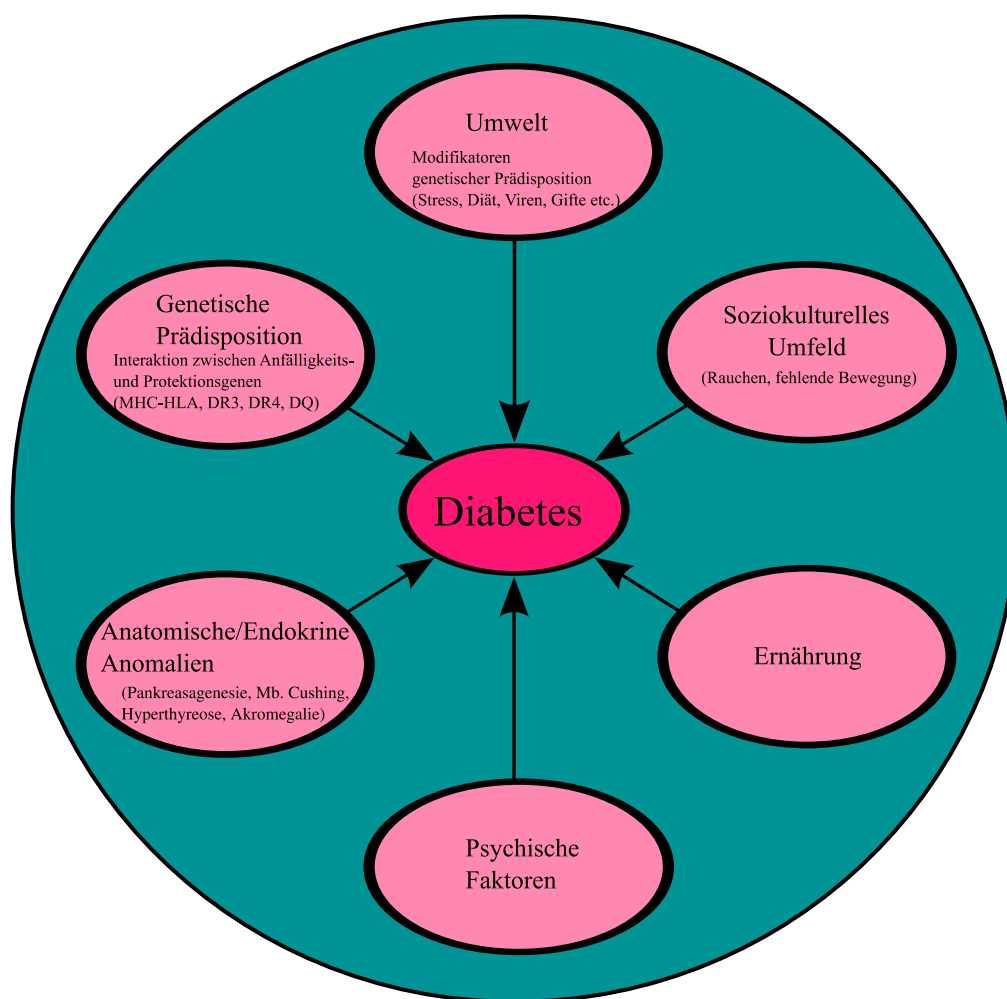 Umwelt
Modifikatoren
genetischer Prädisposition
(Stress, Diät, Viren, Gifte etc.)
Genetische
Prädisposition
Interaktion zwischen Anfälligkeits-
und Protektionsgenen
(MHC-HLA, DR3, DR4, DQ)
Soziokulturelles
Umfeld
(Rauchen, fehlende Bewegung)
Diabetes
Anatomische/Endokrine
Anomalien
(Pankreasagenesie, Mb. Cushing,
Hyperthyreose, Akromegalie)
Ernährung
Psychische
Faktoren